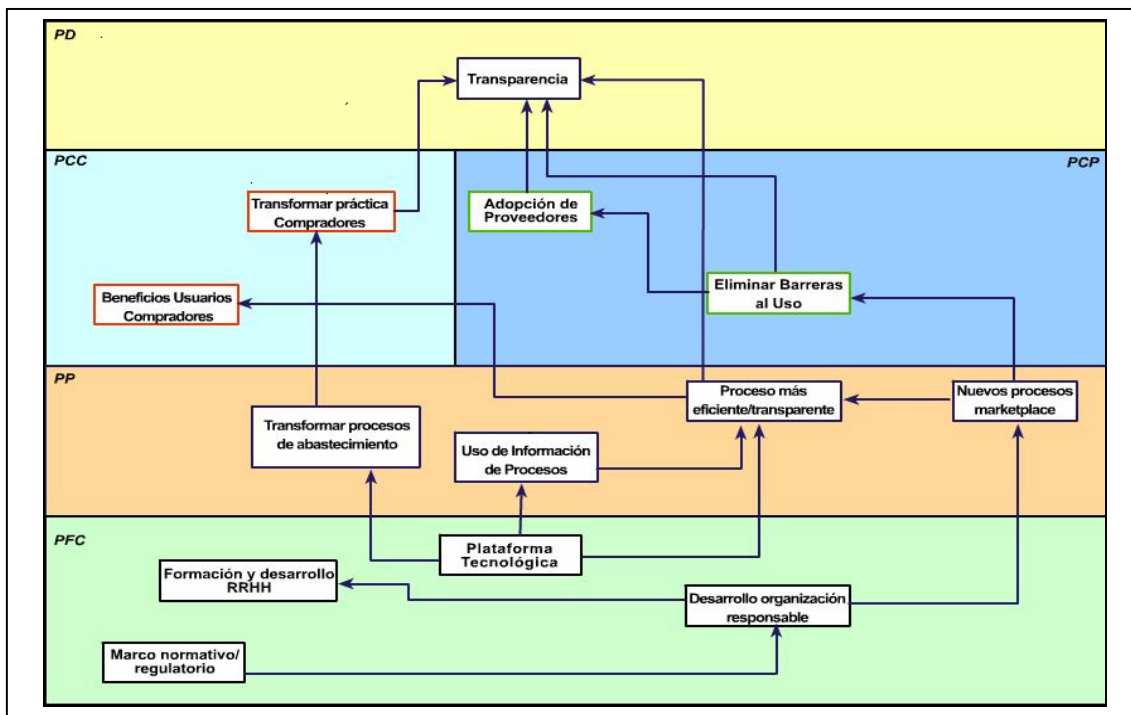 PD
Transparencia
PCC
PCP
Transformar práctica
Compradores
Adopción de
Proveedores
Beneficios Usuarios
Compradores
Eliminar Barreras
al Uso
PP
Proceso más
eficiente/transparente
Nuevos procesos
marketplace
Transformar procesos
de abastecimiento
Uso de Información
de Procesos
PFC
Plataforma
Tecnológica
Formación y desarrollo
RRHH
Desarrollo organización
responsable
Marco normativo/
regulatorio